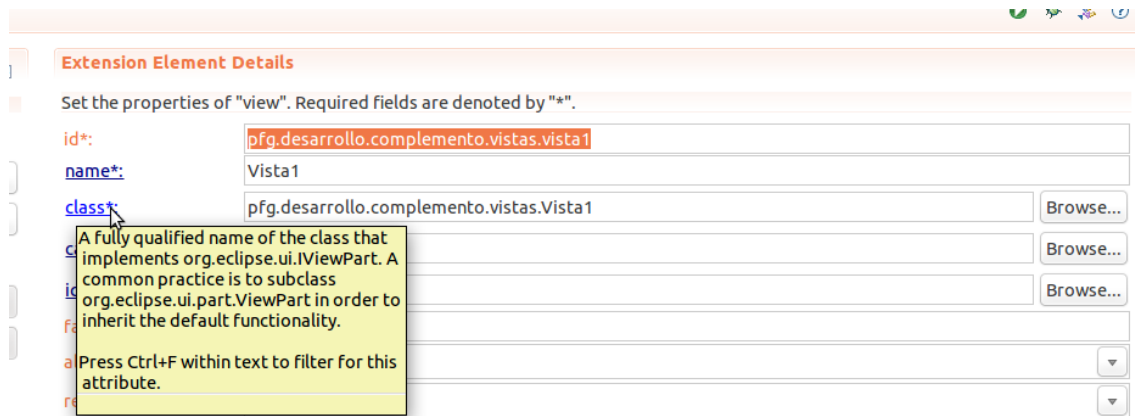 Extension Element Details
Set the properties of "view". Required fields are denoted by "*".
id*: pfg.desarrollo.complemento.vistas.vista1
name*: Vista1
class*: pfg.desarrollo.complemento.vistas.Vista1 Browse...
A fully qualified name of the class that
implements org.eclipse.ui.IViewPart. A
common practice is to subclass
org.eclipse.ui.part.ViewPart in order to
inherit the default functionality.
Press Ctrl+F within text to filter for this
attribute.
Browse...
Browse...